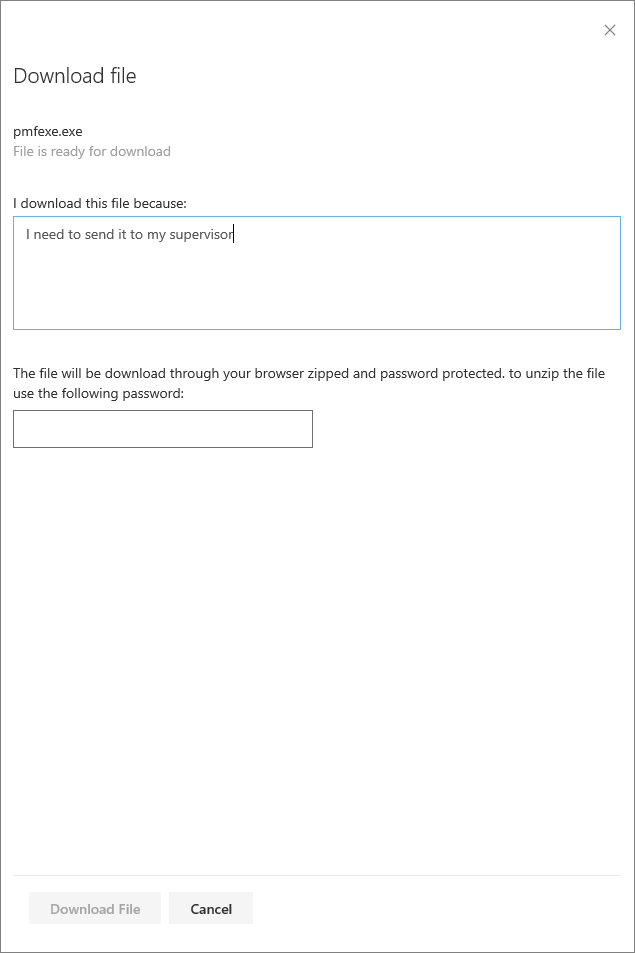 Download file
pmfexe.exe
File is ready for download
I download this file because:
I need to send it to my supervisor
The file will be download through your browser zipped and password protected. to unzip the file
use the following password:
Download File
Cancel